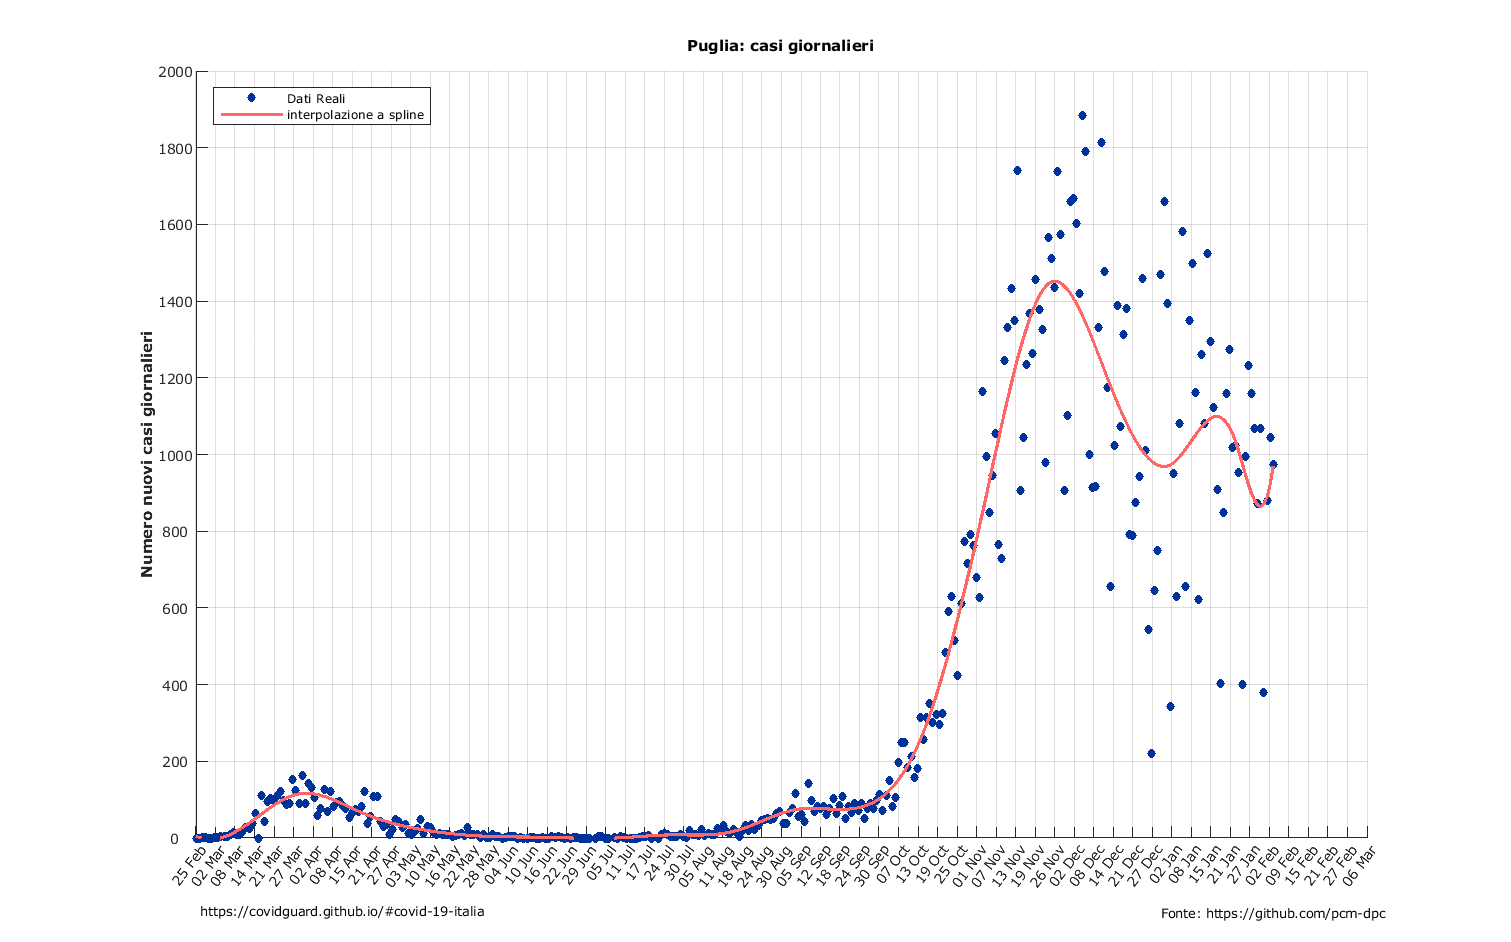 Puglia: casi giornalieri
Dati Reali
interpolazione a spline
Numero nuovi casi giornalieri
2000
1800
1600
1400
1200
1000
800
600
400
200
0
25 Feb
02 Mar
08 Mar
14 Mar
21 Mar
27 Mar
02 Apr
08 Apr
15 Apr
21 Apr
27 Apr
03 May
10 May
16 May
22 May
28 May
04 Jun
10 Jun
16 Jun
22 Jun
29 Jun
05 Jul
11 Jul
17 Jul
24 Jul
30 Jul
05 Aug
11 Aug
18 Aug
24 Aug
30 Aug
05 Sep
12 Sep
18 Sep
24 Sep
30 Sep
07 Oct
13 Oct
19 Oct
25 Oct
01 Nov
07 Nov
13 Nov
19 Nov
26 Nov
02 Dec
08 Dec
14 Dec
21 Dec
27 Dec
02 Jan
08 Jan
15 Jan
21 Jan
27 Jan
02 Feb
09 Feb
15 Feb
21 Feb
27 Feb
06 Mar
https://covidguard.github.io/#covid-19-italia
Fonte: https://github.com/pcm-dpc